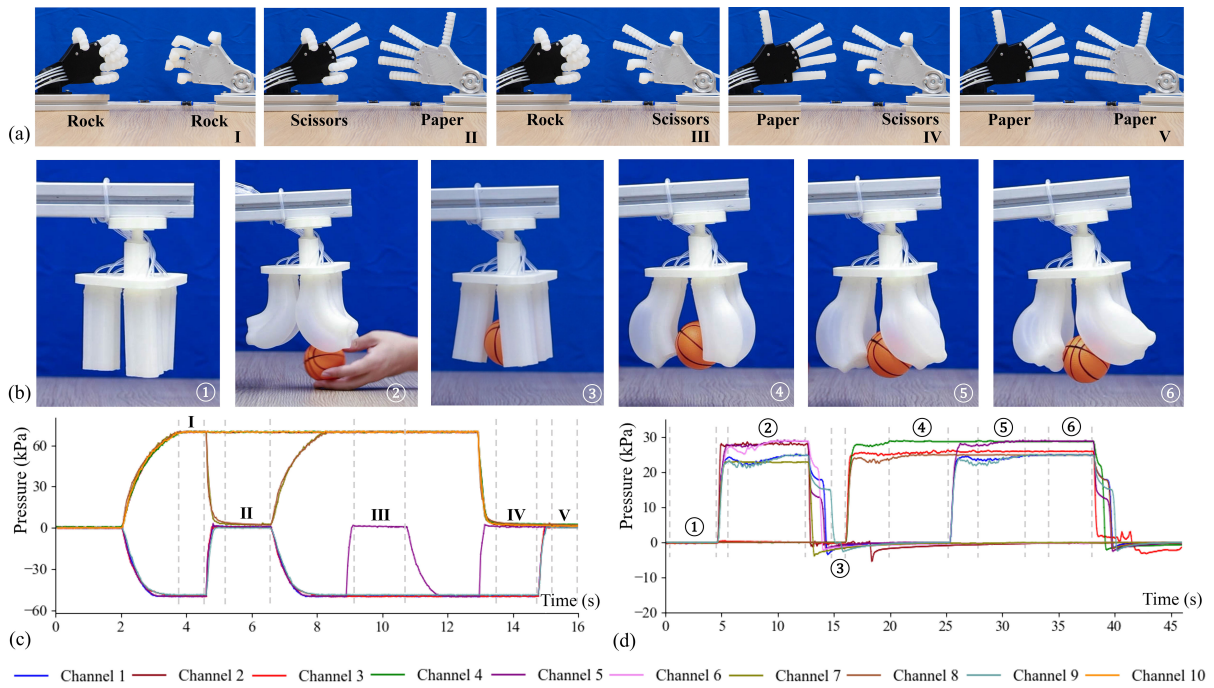 (a)
Rock Rock I
Scissors Paper II
Rock Scissors III
Paper Scissors IV
Paper Paper V
(b)
① ② ③ ④ ⑤ ⑥
Pressure (kPa)
60
30
0
−30
−60
0 2 4 6 8 10 12 14 16
Time (s)
I II III IV V
(c)
Pressure (kPa)
30
20
10
0
−10
−20
0 5 10 15 20 25 30 35 40 45
Time (s)
① ② ③ ④ ⑤ ⑥
(d)
Channel 1 Channel 2 Channel 3 Channel 4 Channel 5 Channel 6 Channel 7 Channel 8 Channel 9 Channel 10